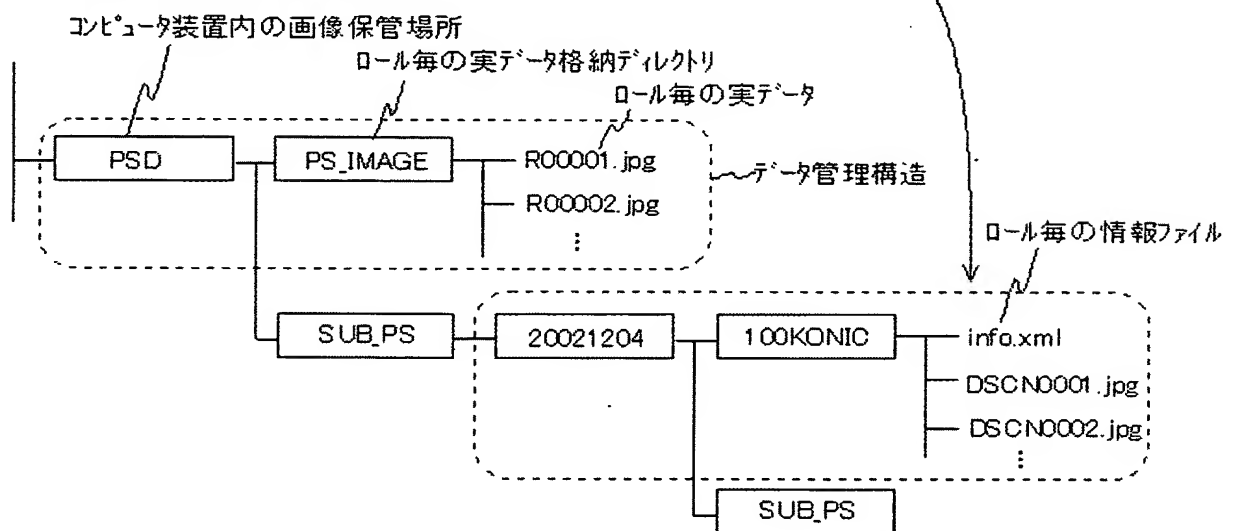 コンピュータ装置内の画像保管場所
ロール毎の実データ格納ディレクトリ
ロール毎の実データ
PSD
PS_IMAGE
R00001.jpg
データ管理構造
R00002.jpg
⋮
ロール毎の情報ファイル
SUB_PS
20021204
100KONIC
info.xml
DSCN0001.jpg
DSCN0002.jpg
⋮
SUB_PS